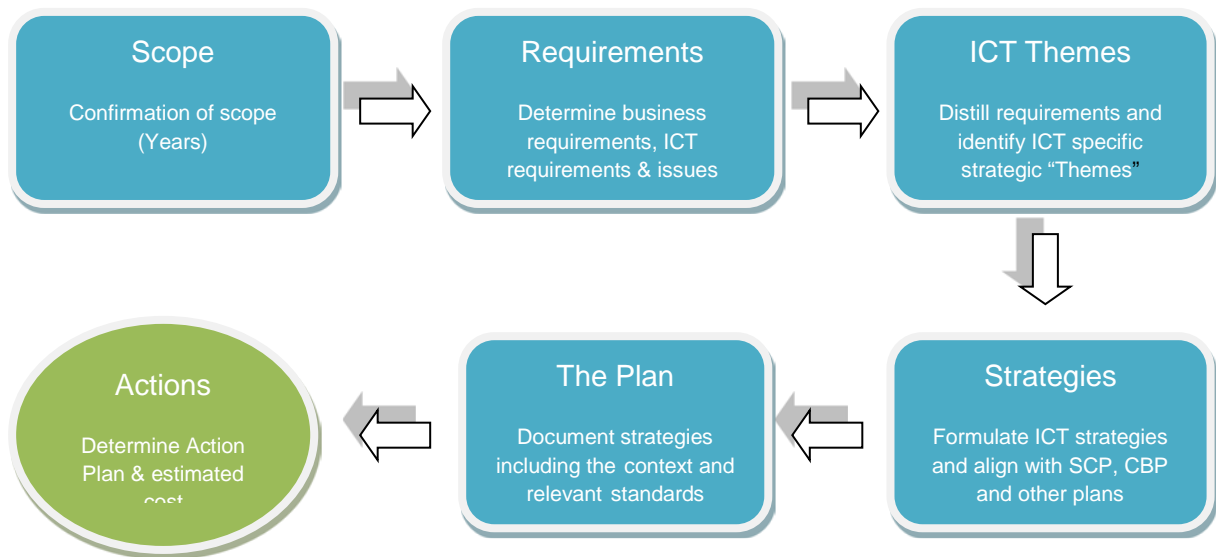 Scope
Confirmation of scope
(Years)
Requirements
Determine business
requirements, ICT
requirements & issues
ICT Themes
Distill requirements and
identify ICT specific
strategic “Themes”
Strategies
Formulate ICT strategies
and align with SCP, CBP
and other plans
The Plan
Document strategies
including the context and
relevant standards
Actions
Determine Action
Plan & estimated
cost